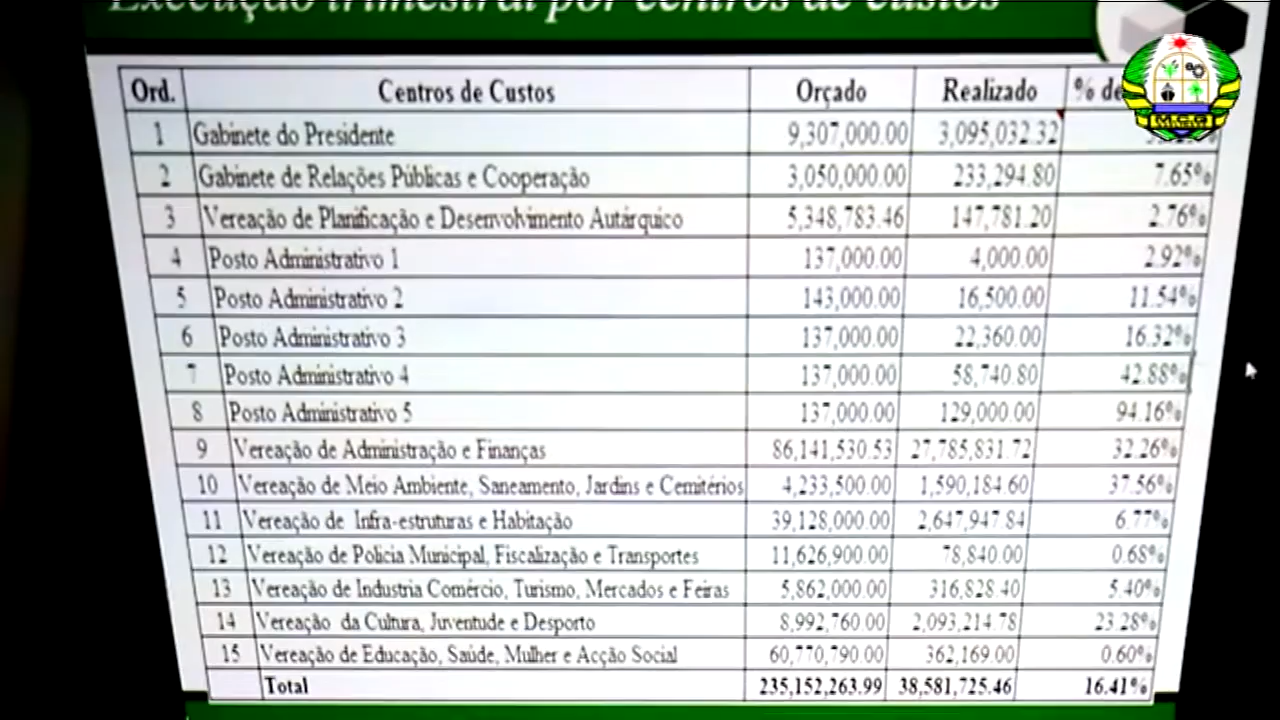 Execução trimestral por centros de custos
Ord. Centros de Custos Orçado Realizado % de
1 Gabinete do Presidente 9,307,000.00 3,095,032.32
2 Gabinete de Relações Públicas e Cooperação 3,050,000.00 233,294.80 7.65%
3 Vereação de Planificação e Desenvolvimento Autárquico 5,348,783.46 147,781.20 2.76%
4 Posto Administrativo 1 137,000.00 4,000.00 2.92%
5 Posto Administrativo 2 143,000.00 16,500.00 11.54%
6 Posto Administrativo 3 137,000.00 22,360.00 16.32%
7 Posto Administrativo 4 137,000.00 58,740.80 42.88%
8 Posto Administrativo 5 137,000.00 129,000.00 94.16%
9 Vereação de Administração e Finanças 86,141,530.53 27,785,831.72 32.26%
10 Vereação de Meio Ambiente, Saneamento, Jardins e Cemitérios 4,233,500.00 1,590,184.60 37.56%
11 Vereação de Infra-estruturas e Habitação 39,128,000.00 2,647,947.84 6.77%
12 Vereação de Policia Municipal, Fiscalização e Transportes 11,626,900.00 78,840.00 0.68%
13 Vereação de Industria Comércio, Turismo, Mercados e Feiras 5,862,000.00 316,828.40 5.40%
14 Vereação da Cultura, Juventude e Desporto 8,992,760.00 2,093,214.78 23.28%
15 Vereação de Educação, Saúde, Mulher e Acção Social 60,770,790.00 362,169.00 0.60%
Total 235,152,263.99 38,581,725.46 16.41%